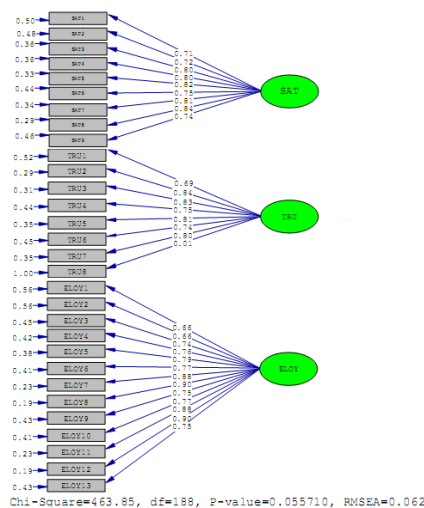 0.50 SAT1
0.48 SAT2
0.36 SAT3
0.36 SAT4
0.33 SAT5
0.44 SAT6
0.34 SAT7
0.29 SAT8
0.46 SAT9
0.71
0.72
0.80
0.80
0.82
0.75
0.81
0.84
0.74
SAT
0.52 TRU1
0.29 TRU2
0.31 TRU3
0.44 TRU4
0.35 TRU5
0.45 TRU6
0.35 TRU7
1.00 TRU8
0.69
0.84
0.83
0.75
0.81
0.74
0.80
0.01
TRU
0.56 ELOY1
0.56 ELOY2
0.45 ELOY3
0.42 ELOY4
0.38 ELOY5
0.41 ELOY6
0.23 ELOY7
0.19 ELOY8
0.43 ELOY9
0.41 ELOY10
0.23 ELOY11
0.19 ELOY12
0.43 ELOY13
0.66
0.66
0.74
0.76
0.79
0.77
0.88
0.90
0.75
0.77
0.88
0.90
0.75
ELOY
Chi-Square=463.85, df=188, P-value=0.055710, RMSEA=0.062